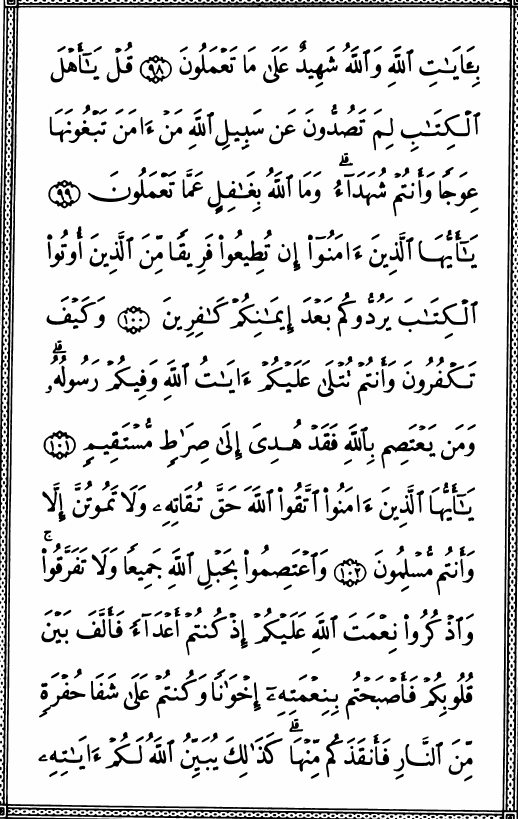 بِـَٔايَـٰتِ ٱللَّهِ وَٱللَّهُ شَهِيدٌ عَلَىٰ مَا تَعْمَلُونَ ۝٩٨ قُلْ يَـٰٓأَهْلَ
ٱلْكِتَـٰبِ لِمَ تَصُدُّونَ عَن سَبِيلِ ٱللَّهِ مَنْ ءَامَنَ تَبْغُونَهَا
عِوَجًا وَأَنتُمْ شُهَدَآءُ ۗ وَمَا ٱللَّهُ بِغَـٰفِلٍ عَمَّا تَعْمَلُونَ ۝٩٩
يَـٰٓأَيُّهَا ٱلَّذِينَ ءَامَنُوٓا۟ إِن تُطِيعُوا۟ فَرِيقًا مِّنَ ٱلَّذِينَ أُوتُوا۟
ٱلْكِتَـٰبَ يَرُدُّوكُم بَعْدَ إِيمَـٰنِكُمْ كَـٰفِرِينَ ۝١٠٠ وَكَيْفَ
تَكْفُرُونَ وَأَنتُمْ تُتْلَىٰ عَلَيْكُمْ ءَايَـٰتُ ٱللَّهِ وَفِيكُمْ رَسُولُهُۥ ۗ
وَمَن يَعْتَصِم بِٱللَّهِ فَقَدْ هُدِىَ إِلَىٰ صِرَٰطٍ مُّسْتَقِيمٍ ۝١٠١
يَـٰٓأَيُّهَا ٱلَّذِينَ ءَامَنُوا۟ ٱتَّقُوا۟ ٱللَّهَ حَقَّ تُقَاتِهِۦ وَلَا تَمُوتُنَّ إِلَّا
وَأَنتُم مُّسْلِمُونَ ۝١٠٢ وَٱعْتَصِمُوا۟ بِحَبْلِ ٱللَّهِ جَمِيعًا وَلَا تَفَرَّقُوا۟ ۚ
وَٱذْكُرُوا۟ نِعْمَتَ ٱللَّهِ عَلَيْكُمْ إِذْ كُنتُمْ أَعْدَآءً فَأَلَّفَ بَيْنَ
قُلُوبِكُمْ فَأَصْبَحْتُم بِنِعْمَتِهِۦٓ إِخْوَٰنًا وَكُنتُمْ عَلَىٰ شَفَا حُفْرَةٍ
مِّنَ ٱلنَّارِ فَأَنقَذَكُم مِّنْهَا ۗ كَذَٰلِكَ يُبَيِّنُ ٱللَّهُ لَكُمْ ءَايَـٰتِهِۦ